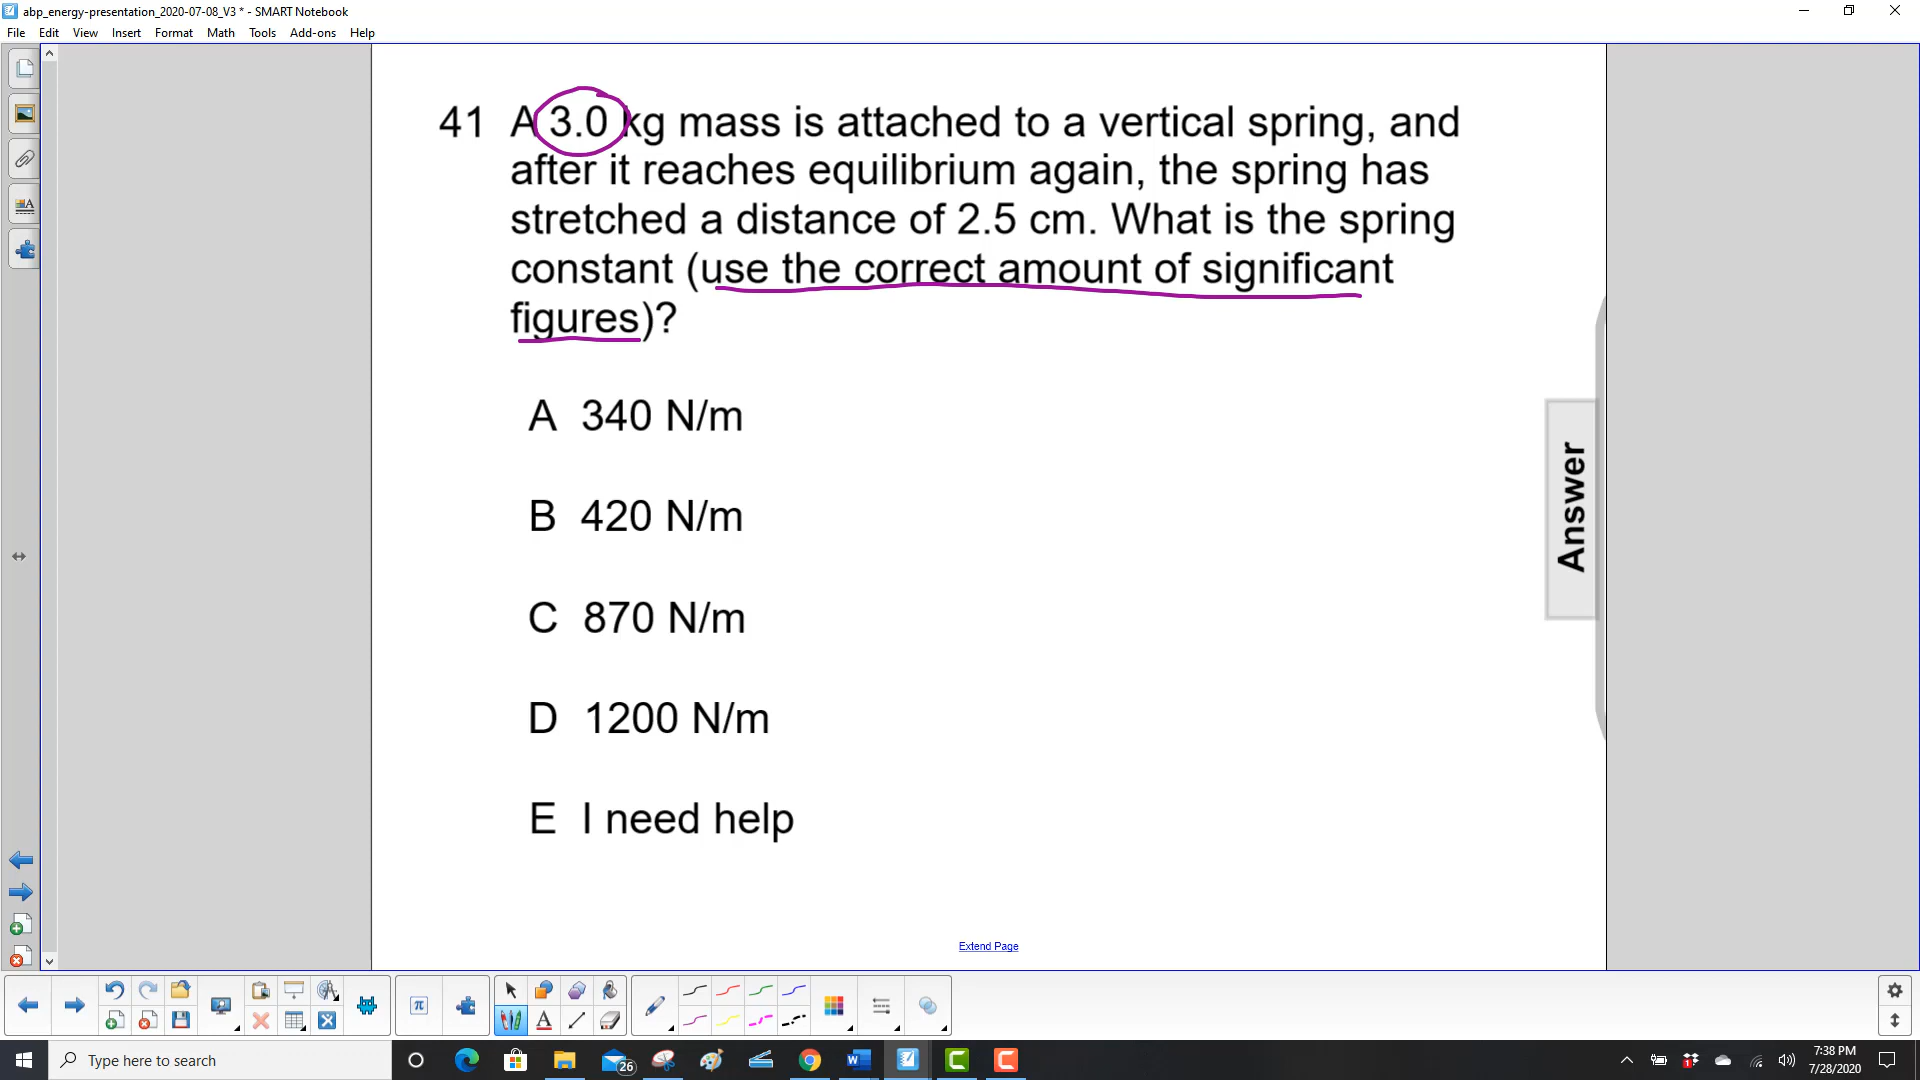 abp_energy-presentation_2020-07-08_V3 * - SMART Notebook
File Edit View Insert Format Math Tools Add-ons Help
41 A 3.0 kg mass is attached to a vertical spring, and
after it reaches equilibrium again, the spring has
stretched a distance of 2.5 cm. What is the spring
constant (use the correct amount of significant
figures)?
A 340 N/m
B 420 N/m
C 870 N/m
D 1200 N/m
E I need help
Answer
Extend Page
Type here to search
26
7:38 PM
7/28/2020